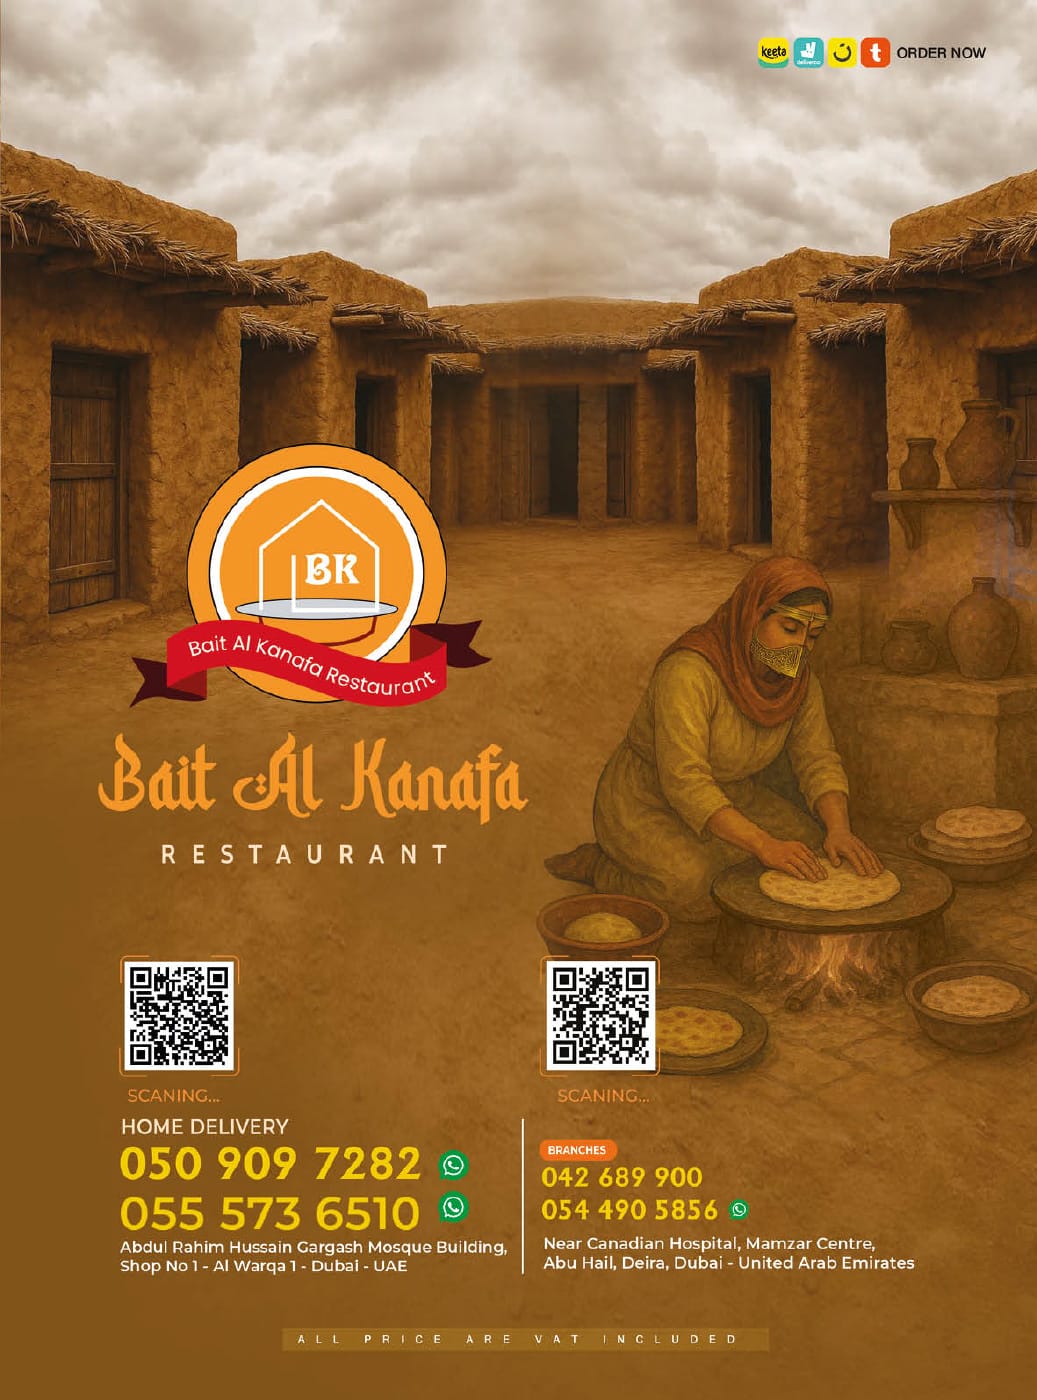 keeta
deliveroo
t
ORDER NOW
BK
Bait Al Kanafa Restaurant
Bait Al Kanafa
RESTAURANT
SCANING...
SCANING...
HOME DELIVERY
050 909 7282
055 573 6510
Abdul Rahim Hussain Gargash Mosque Building,
Shop No 1 - Al Warqa 1 - Dubai - UAE
BRANCHES
042 689 900
054 490 5856
Near Canadian Hospital, Mamzar Centre,
Abu Hail, Deira, Dubai - United Arab Emirates
ALL PRICE ARE VAT INCLUDED